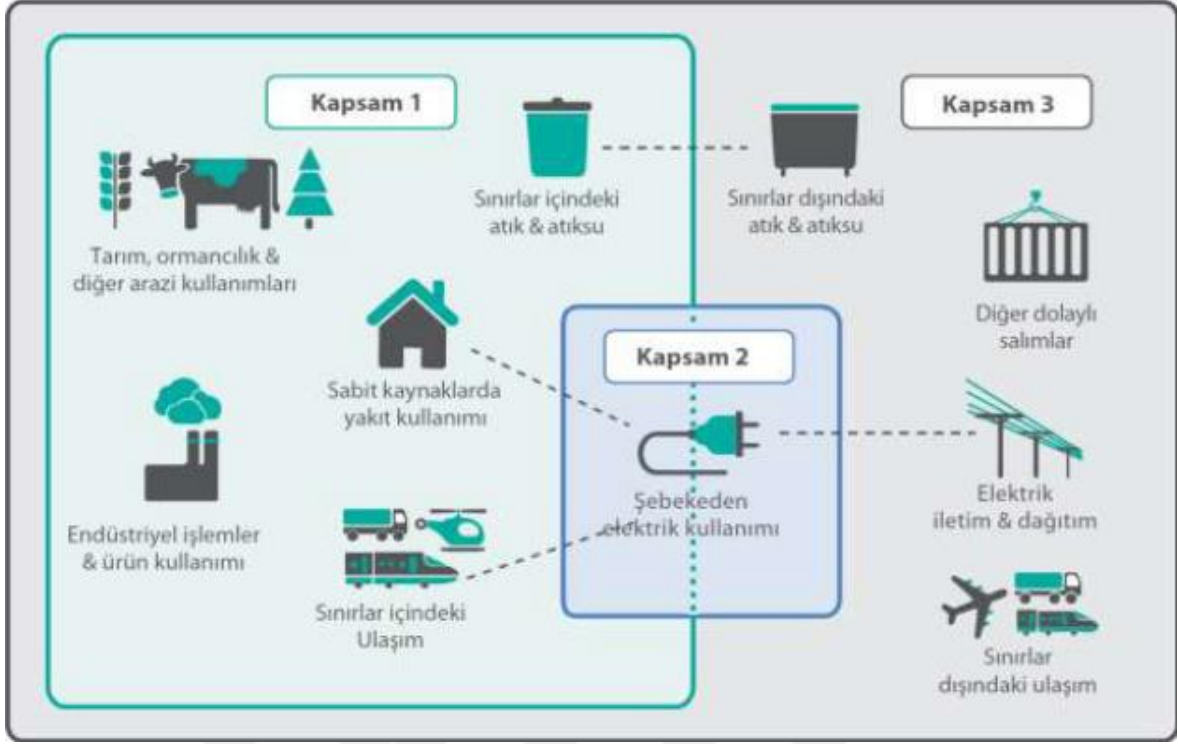 Kapsam 1
Kapsam 3
Sınırlar içindeki
atık & atıksu
Sınırlar dışındaki
atık & atıksu
Tarım, ormancılık &
diğer arazi kullanımları
Diğer dolaylı
salımlar
Kapsam 2
Sabit kaynaklarda
yakıt kullanımı
Şebekeden
elektrik kullanımı
Elektrik
iletim & dağıtım
Endüstriyel işlemler
& ürün kullanımı
Sınırlar içindeki
Ulaşım
Sınırlar
dışındaki ulaşım